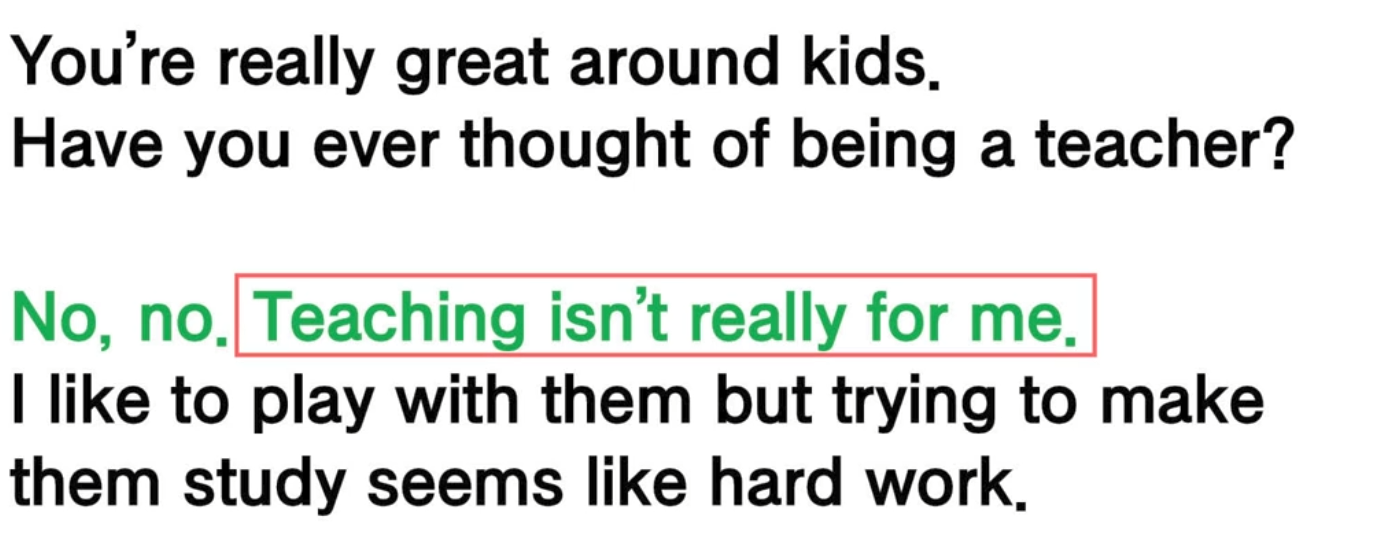 You're really great around kids.
Have you ever thought of being a teacher?
No, no. Teaching isn't really for me.
I like to play with them but trying to make
them study seems like hard work.